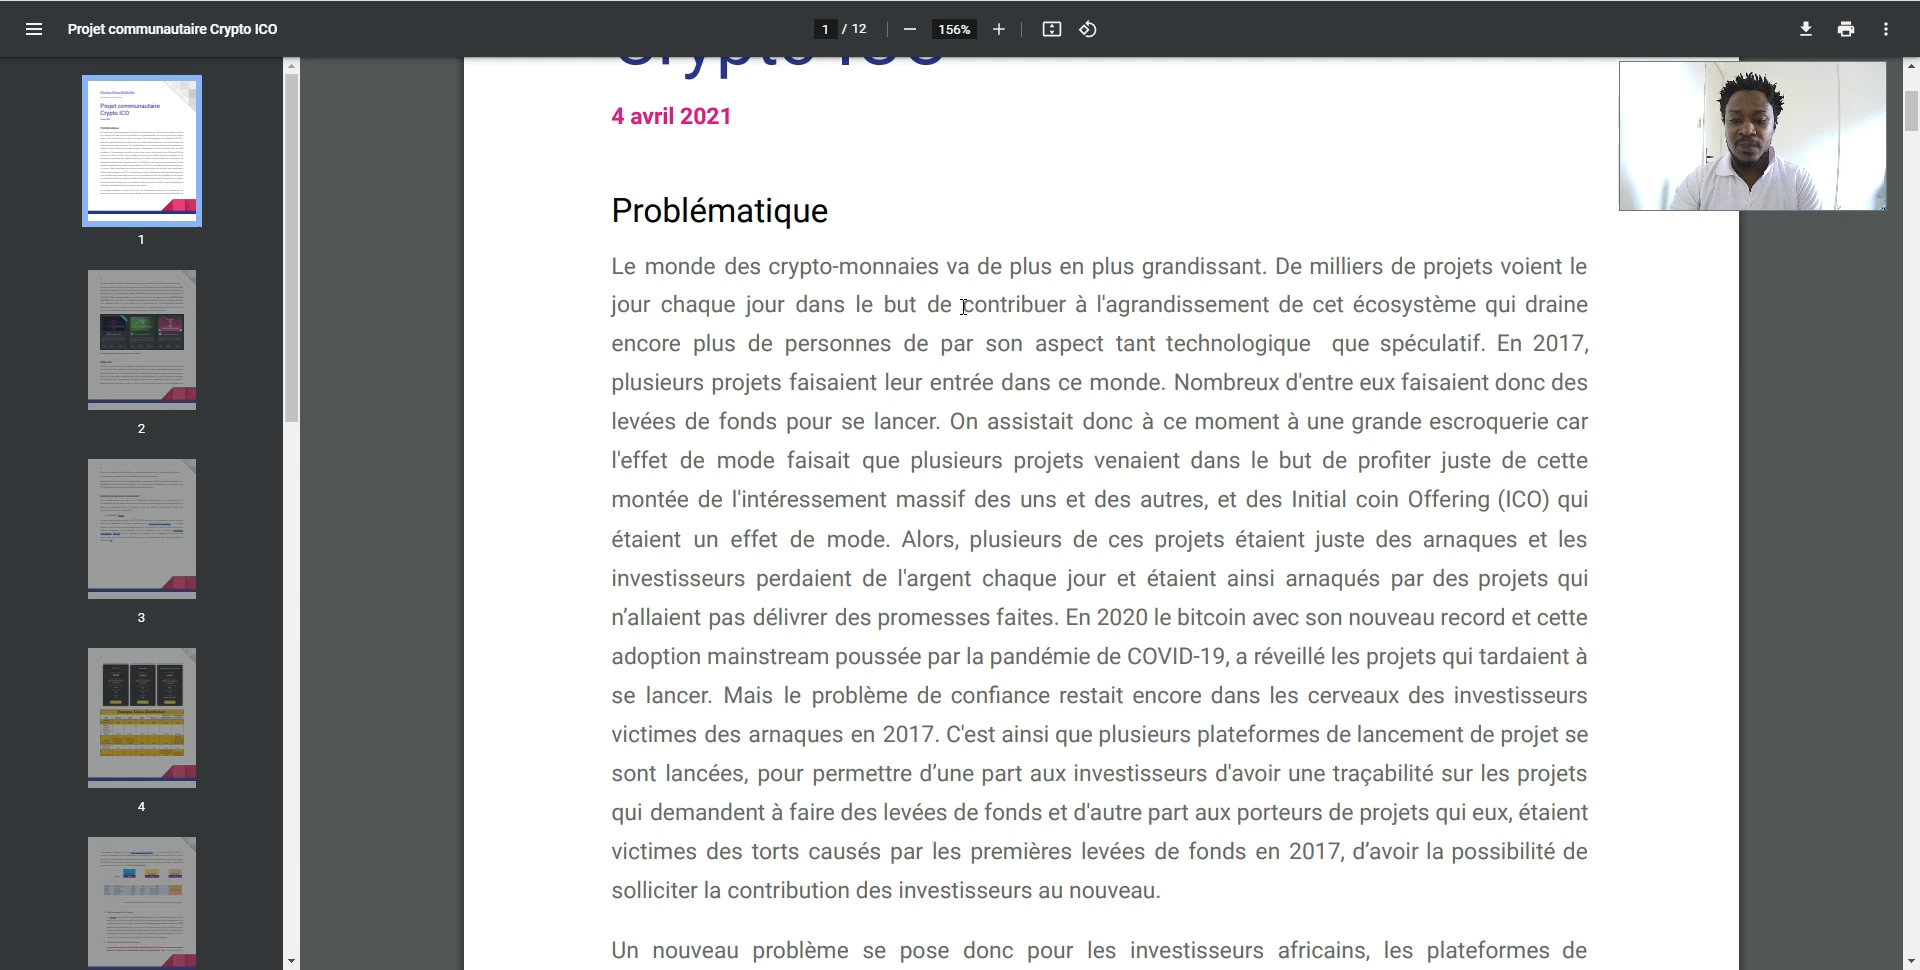 Projet communautaire Crypto ICO
1 / 12
156%
Crypto ICO
4 avril 2021
Problématique
Le monde des crypto-monnaies va de plus en plus grandissant. De milliers de projets voient le
jour chaque jour dans le but de contribuer à l'agrandissement de cet écosystème qui draine
encore plus de personnes de par son aspect tant technologique que spéculatif. En 2017,
plusieurs projets faisaient leur entrée dans ce monde. Nombreux d'entre eux faisaient donc des
levées de fonds pour se lancer. On assistait donc à ce moment à une grande escroquerie car
l'effet de mode faisait que plusieurs projets venaient dans le but de profiter juste de cette
montée de l'intéressement massif des uns et des autres, et des Initial coin Offering (ICO) qui
étaient un effet de mode. Alors, plusieurs de ces projets étaient juste des arnaques et les
investisseurs perdaient de l'argent chaque jour et étaient ainsi arnaqués par des projets qui
n’allaient pas délivrer des promesses faites. En 2020 le bitcoin avec son nouveau record et cette
adoption mainstream poussée par la pandémie de COVID-19, a réveillé les projets qui tardaient à
se lancer. Mais le problème de confiance restait encore dans les cerveaux des investisseurs
victimes des arnaques en 2017. C'est ainsi que plusieurs plateformes de lancement de projet se
sont lancées, pour permettre d’une part aux investisseurs d'avoir une traçabilité sur les projets
qui demandent à faire des levées de fonds et d'autre part aux porteurs de projets qui eux, étaient
victimes des torts causés par les premières levées de fonds en 2017, d’avoir la possibilité de
solliciter la contribution des investisseurs au nouveau.
Un nouveau problème se pose donc pour les investisseurs africains, les plateformes de
Projet communautaire
Crypto ICO
1
2
3
4